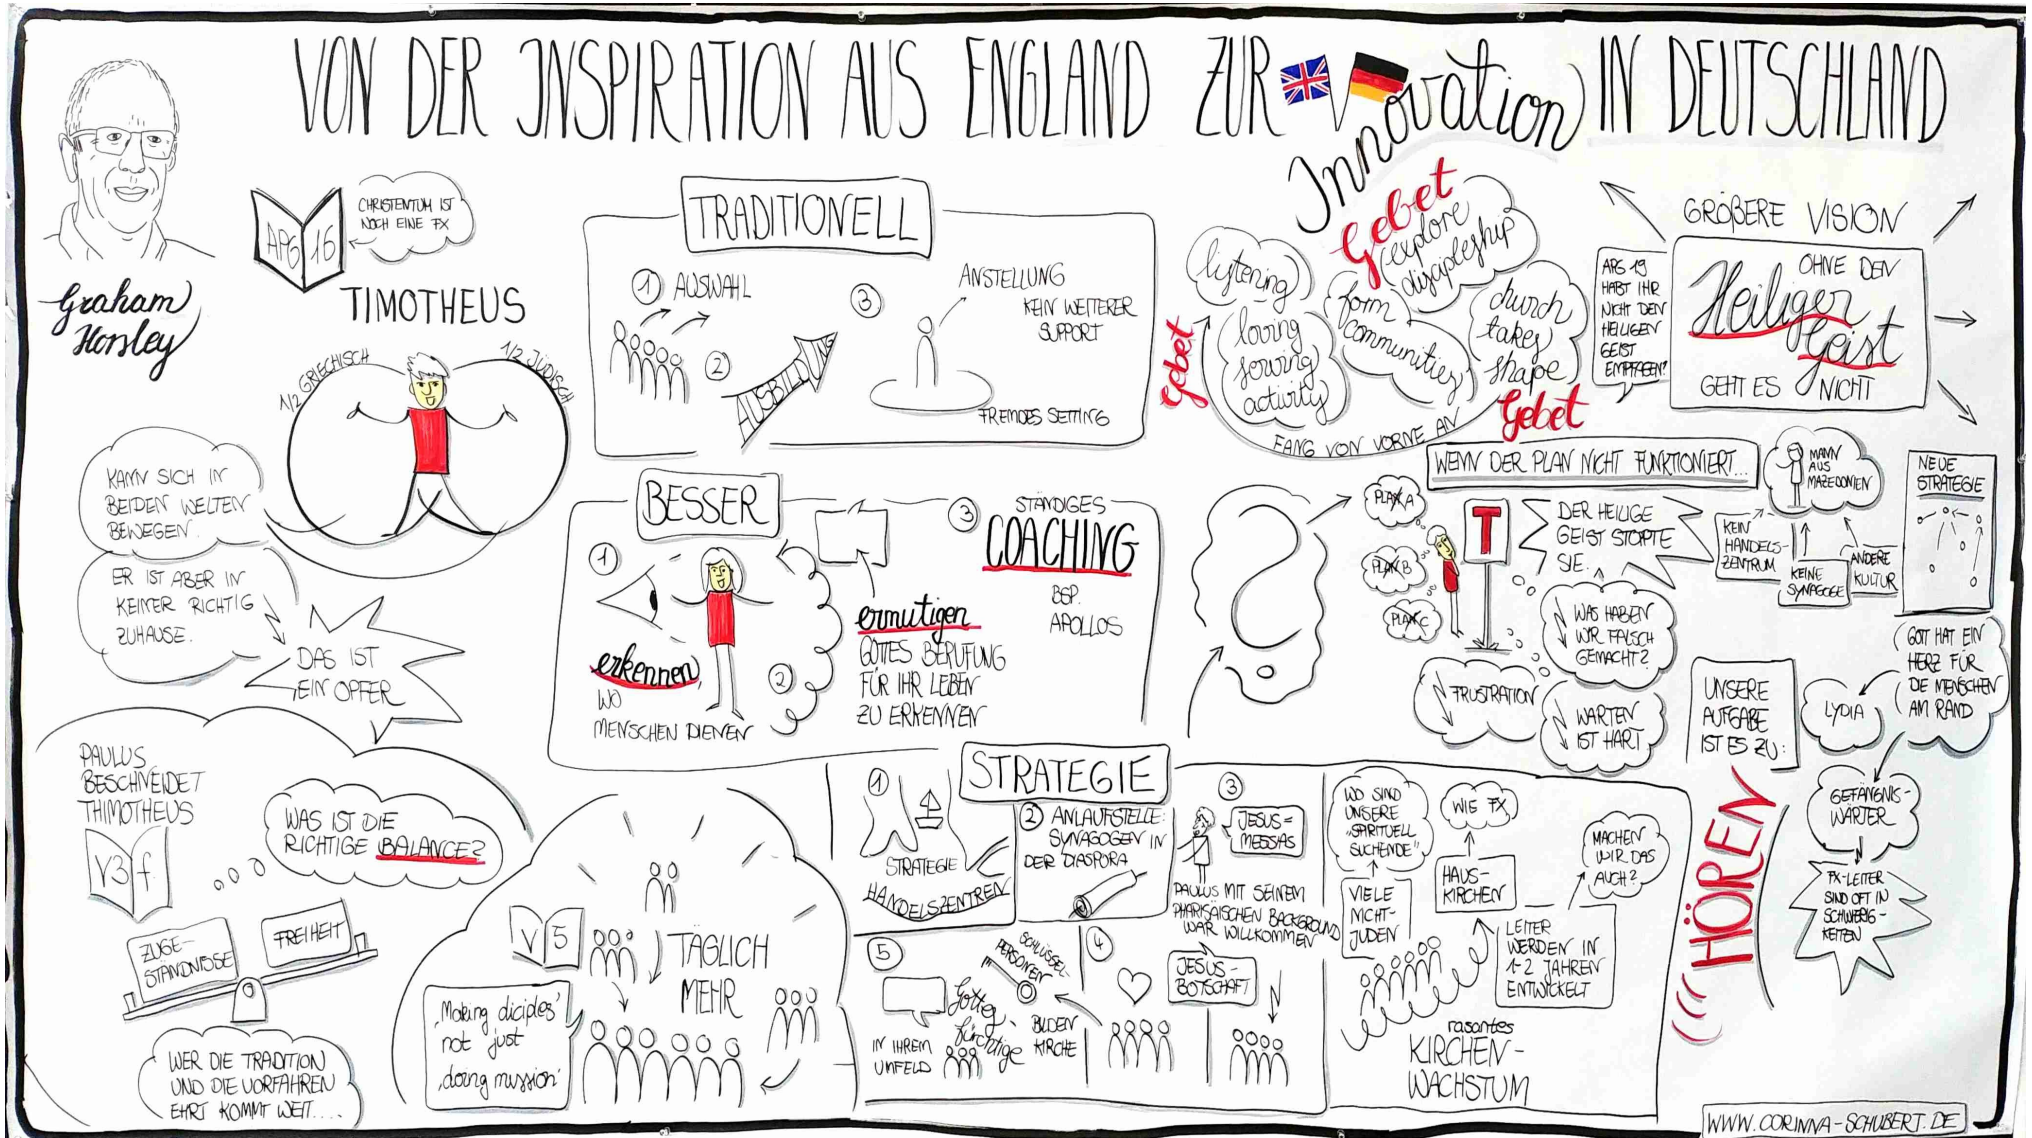 VON DER INSPIRATION AUS ENGLAND ZUR Innovation IN DEUTSCHLAND
Graham
Horsley
APG 16
CHRISTENTUM IST
NOCH EINE FX
TIMOTHEUS
1/2 GRIECHISCH
1/2 JÜDISCH
KANN SICH IN
BEIDEN WELTEN
BEWEGEN.
ER IST ABER IN
KEINER RICHTIG
ZUHAUSE.
DAS IST
EIN OPFER
PAULUS
BESCHNEIDET
THIMOTHEUS
V3 f
WAS IST DIE
RICHTIGE BALANCE?
ZUGE-
STÄNDNISSE
FREIHEIT
WER DIE TRADITION
UND DIE VORFAHREN
EHRT KOMMT WEIT....
TRADITIONELL
1 AUSWAHL
2
AUSBILDUNG
3
ANSTELLUNG
KEIN WEITERER
SUPPORT
FREMDES SETTING
BESSER
1
erkennen,
WO
MENSCHEN DIENEN
2
ermutigen
GOTTES BERUFUNG
FÜR IHR LEBEN
ZU ERKENNEN
3
STÄNDIGES
COACHING
BSP.
APOLLOS
V 5
TÄGLICH
MEHR
'Making diciples'
not just
'doing mission'
STRATEGIE
1
STRATEGIE
HANDELSZENTREN
2 ANLAUFSTELLE:
SYNAGOGEN IN
DER DIASPORA
3
JESUS =
MESSIAS
PAULUS MIT SEINEM
PHARISÄISCHEN BACKGROUND
WAR WILLKOMMEN
4
JESUS-
BOTSCHAFT
BILDEN
KIRCHE
5
SCHLÜSSEL-
PERSONEN
Gottes-
fürchtige
IN IHREM
UMFELD
WO SIND
UNSERE
"SPIRITUELL
SUCHENDE"
VIELE
NICHT-
JUDEN
WIE FX
HAUS-
KIRCHEN
MACHEN
WIR DAS
AUCH?
LEITER
WERDEN IN
1-2 JAHREN
ENTWICKELT
rasantes
KIRCHEN-
WACHSTUM
Gebet
listening
loving
serving
activity
form
communities
Gebet
explore
discipleship
church
takes
shape
Gebet
FANG VON VORNE AN
GRÖßERE VISION
OHNE DEN
Heiliger
Geist
GEHT ES NICHT
APG 19
HABT IHR
NICHT DEN
HEILIGEN
GEIST
EMPFAGEN?
WENN DER PLAN NICHT FUNKTIONIERT...
PLAN A
PLAN B
PLAN C
T
DER HEILIGE
GEIST STOPTE
SIE.
WAS HABEN
WIR FALSCH
GEMACHT?
FRUSTRATION
WARTEN
IST HART
MANN
AUS
MAZEDONIEN
KEIN
HANDELS-
ZENTRUM
KEINE
SYNAGOGE
ANDERE
KULTUR
NEUE
STRATEGIE
GOTT HAT EIN
HERZ FÜR
DIE MENSCHEN
AM RAND
LYDIA
GEFÄNGNIS-
WÄRTER
FX-LEITER
SIND OFT IN
SCHWIERIG-
KEITEN
UNSERE
AUFGABE
IST ES ZU:
HÖREN
WWW.CORINNA-SCHUBERT.DE